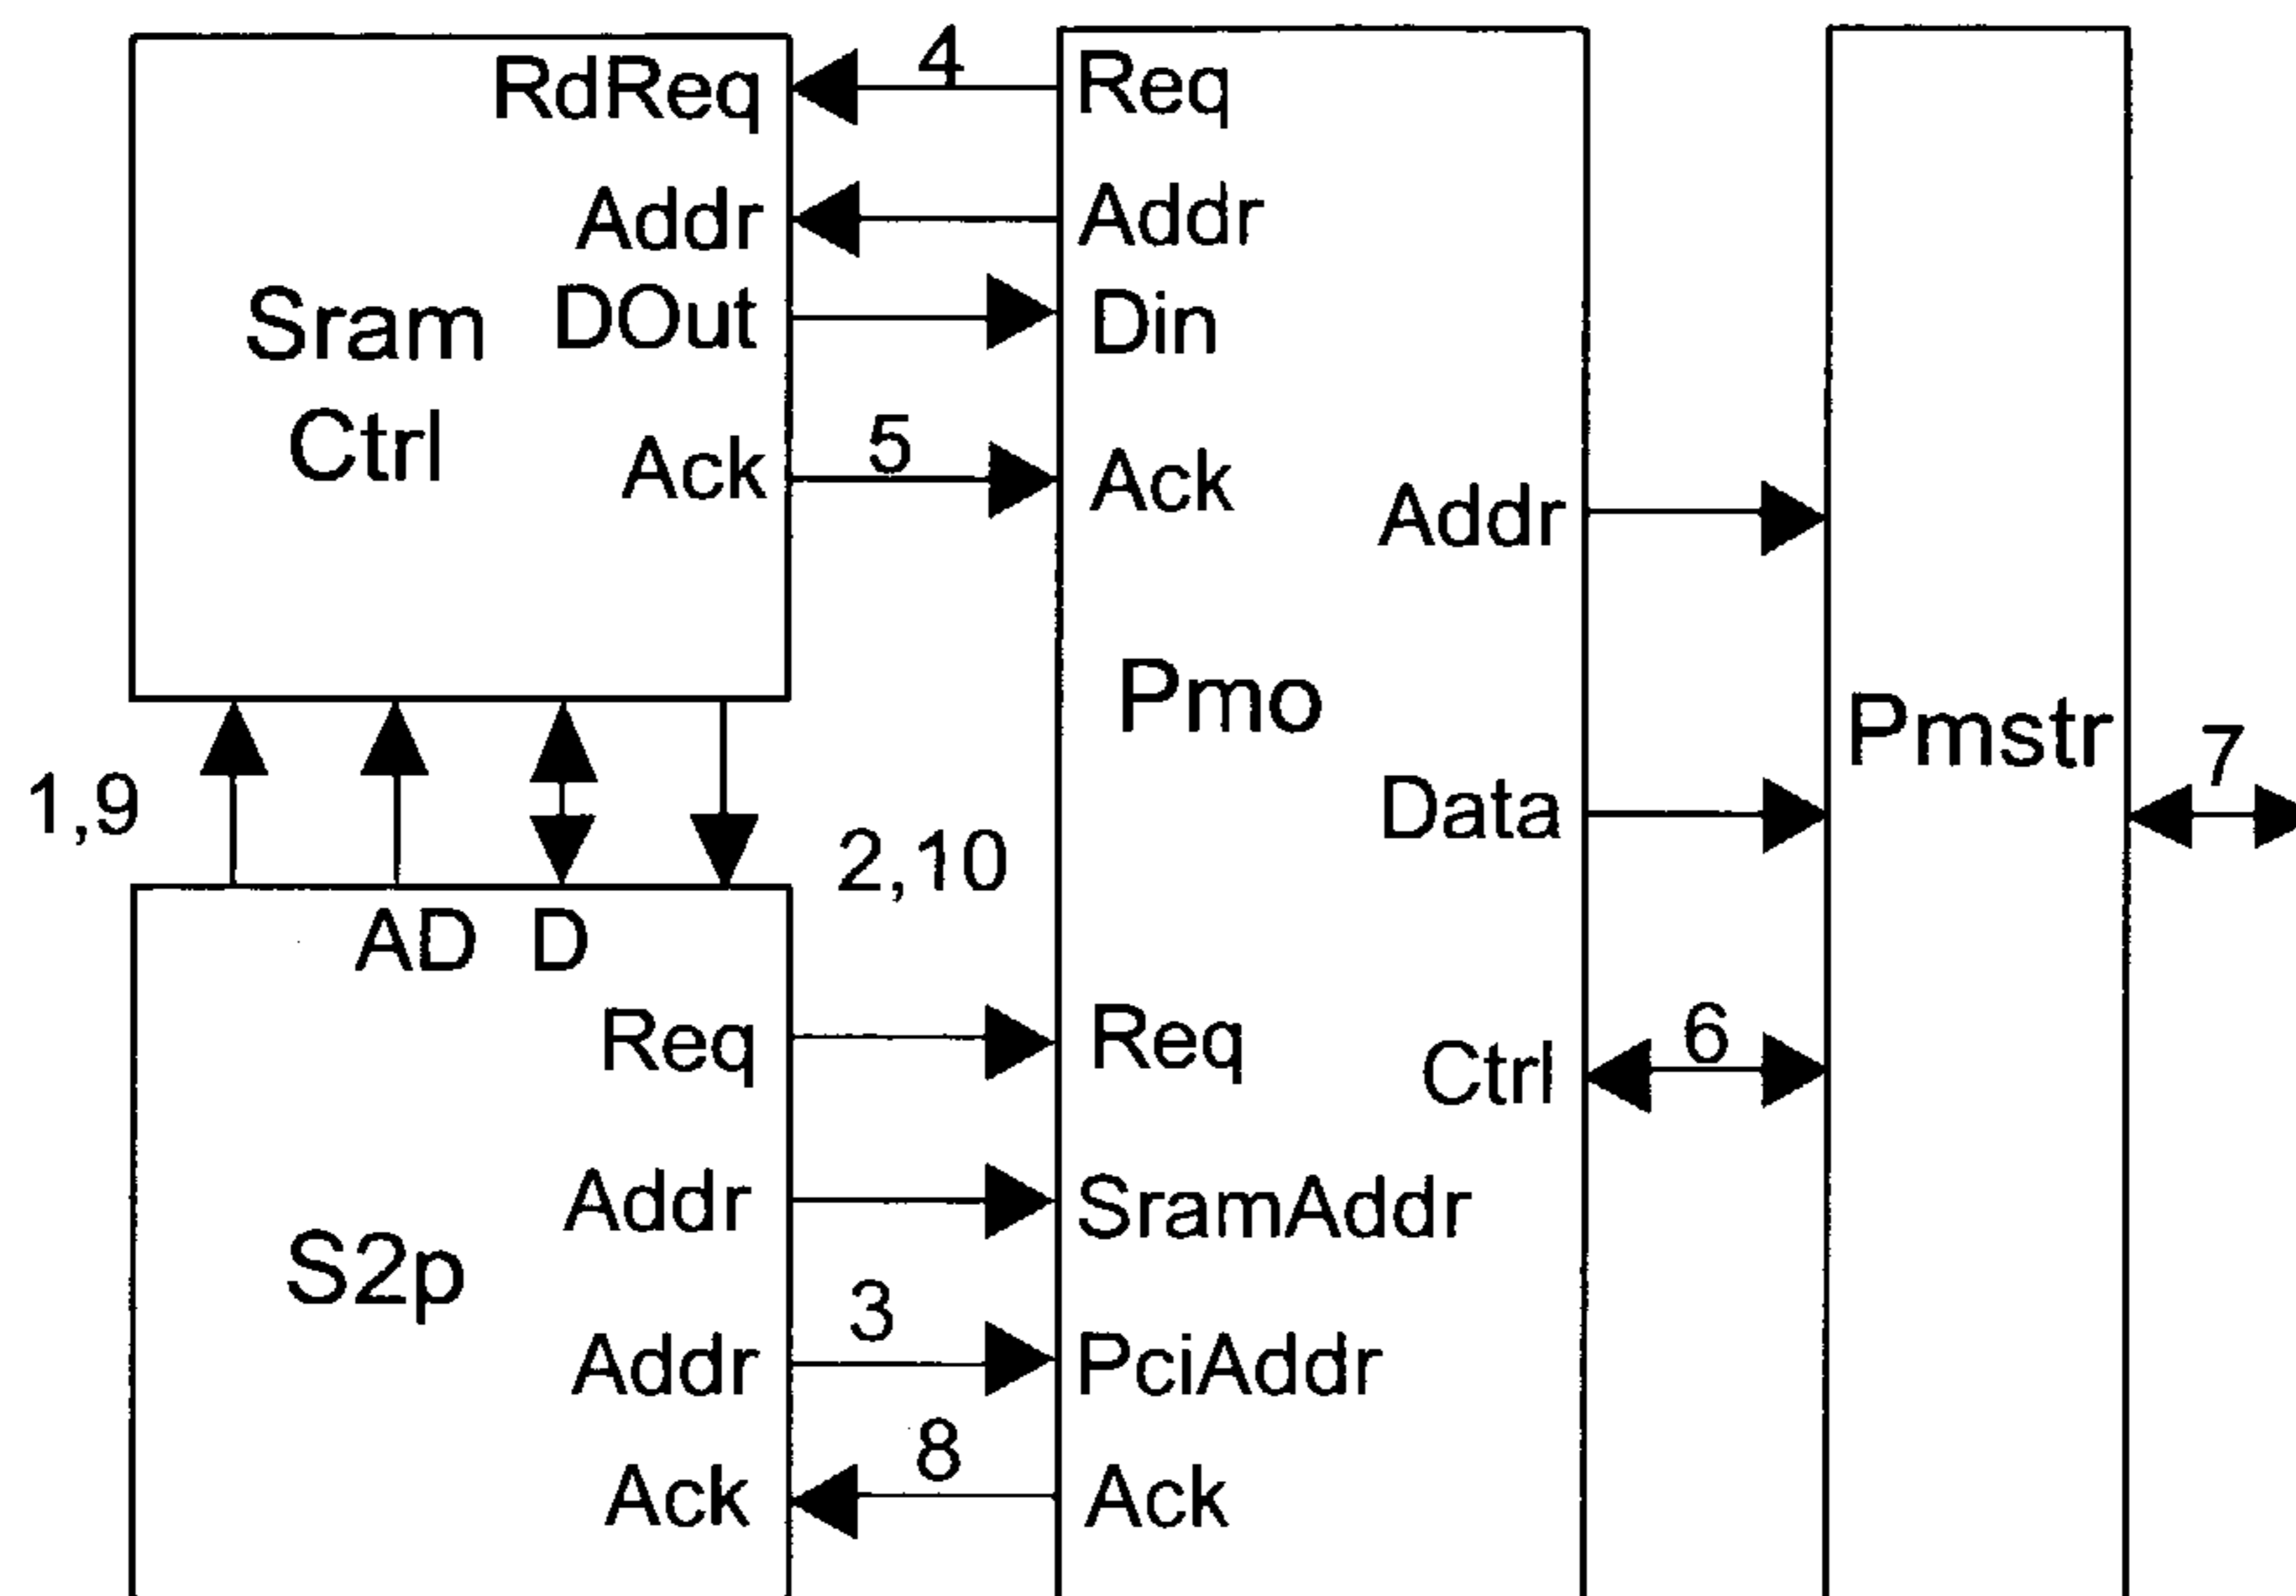 RdReq
4
Req
Addr
Addr
Sram
Ctrl
DOut
Din
Ack
5
Ack
Addr
Pmo
Pmstr
7
1,9
2,10
Data
AD D
Req
Req
6
Ctrl
S2p
Addr
SramAddr
3
Addr
PciAddr
8
Ack
Ack